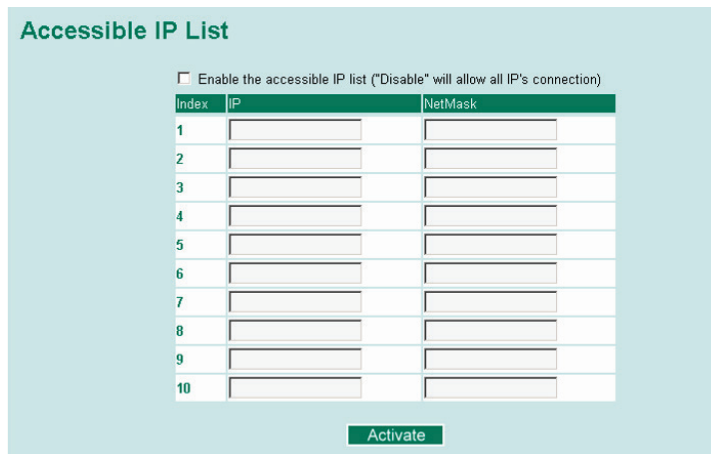 Accessible IP List
Enable the accessible IP list ("Disable" will allow all IP's connection)
Index IP NetMask
1
2
3
4
5
6
7
8
9
10
Activate